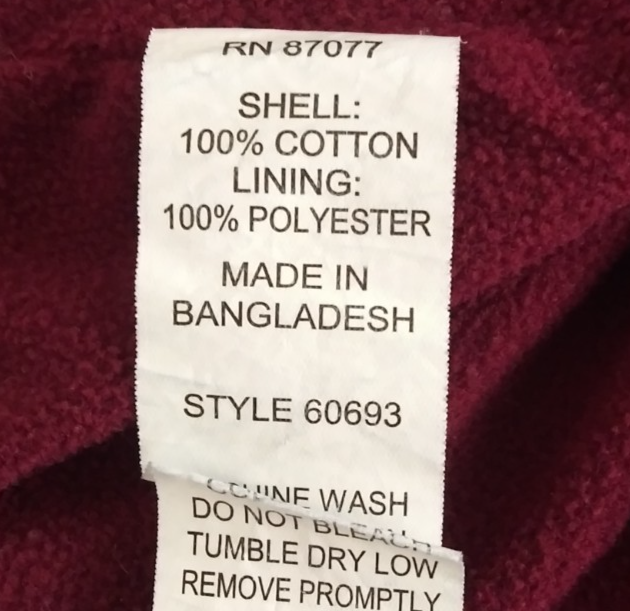 RN 87077
SHELL:
100% COTTON
LINING:
100% POLYESTER
MADE IN
BANGLADESH
STYLE 60693
WASH
DO NOT BLEACH
TUMBLE DRY LOW
REMOVE PROMPTLY